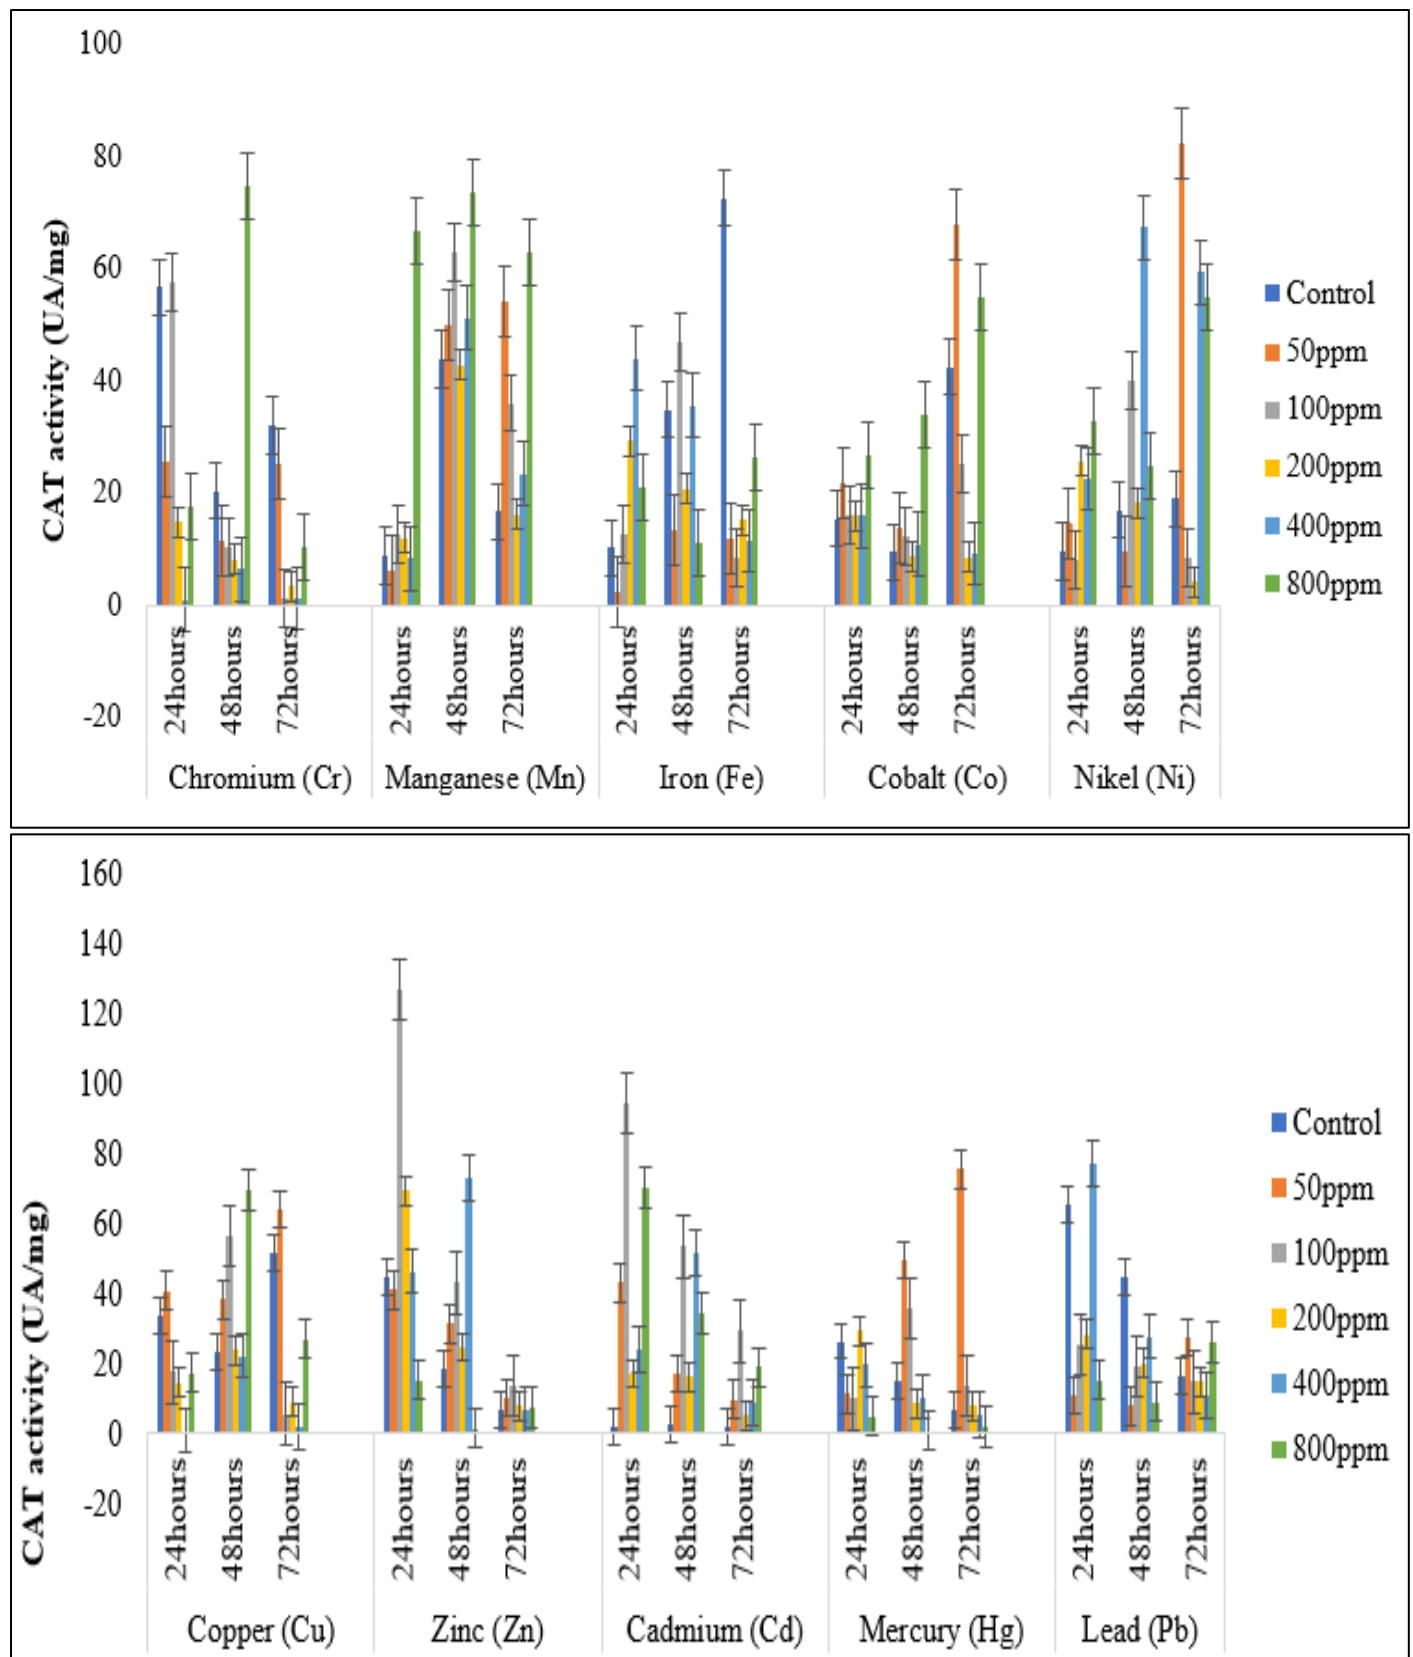 100
80
60
40
20
0
-20
CAT activity (UA/mg)
24hours 48hours 72hours 24hours 48hours 72hours 24hours 48hours 72hours 24hours 48hours 72hours 24hours 48hours 72hours
Chromium (Cr) Manganese (Mn) Iron (Fe) Cobalt (Co) Nikel (Ni)
Control
50ppm
100ppm
200ppm
400ppm
800ppm
160
140
120
100
80
60
40
20
0
-20
CAT activity (UA/mg)
24hours 48hours 72hours 24hours 48hours 72hours 24hours 48hours 72hours 24hours 48hours 72hours 24hours 48hours 72hours
Copper (Cu) Zinc (Zn) Cadmium (Cd) Mercury (Hg) Lead (Pb)
Control
50ppm
100ppm
200ppm
400ppm
800ppm